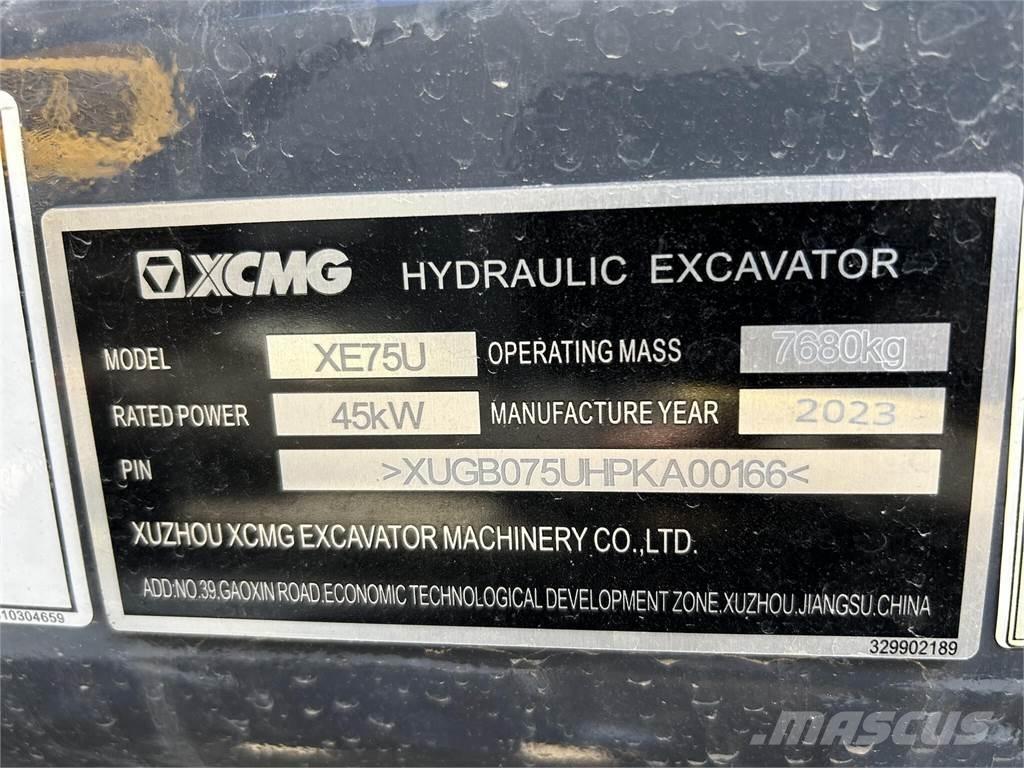 XCMG HYDRAULIC EXCAVATOR
MODEL XE75U OPERATING MASS 7680kg
RATED POWER 45kW MANUFACTURE YEAR 2023
PIN >XUGB075UHPKA00166<
XUZHOU XCMG EXCAVATOR MACHINERY CO.,LTD.
ADD:NO.39.GAOXIN ROAD.ECONOMIC TECHNOLOGICAL DEVELOPMENT ZONE.XUZHOU.JIANGSU.CHINA
10304659
329902189
MASCUS